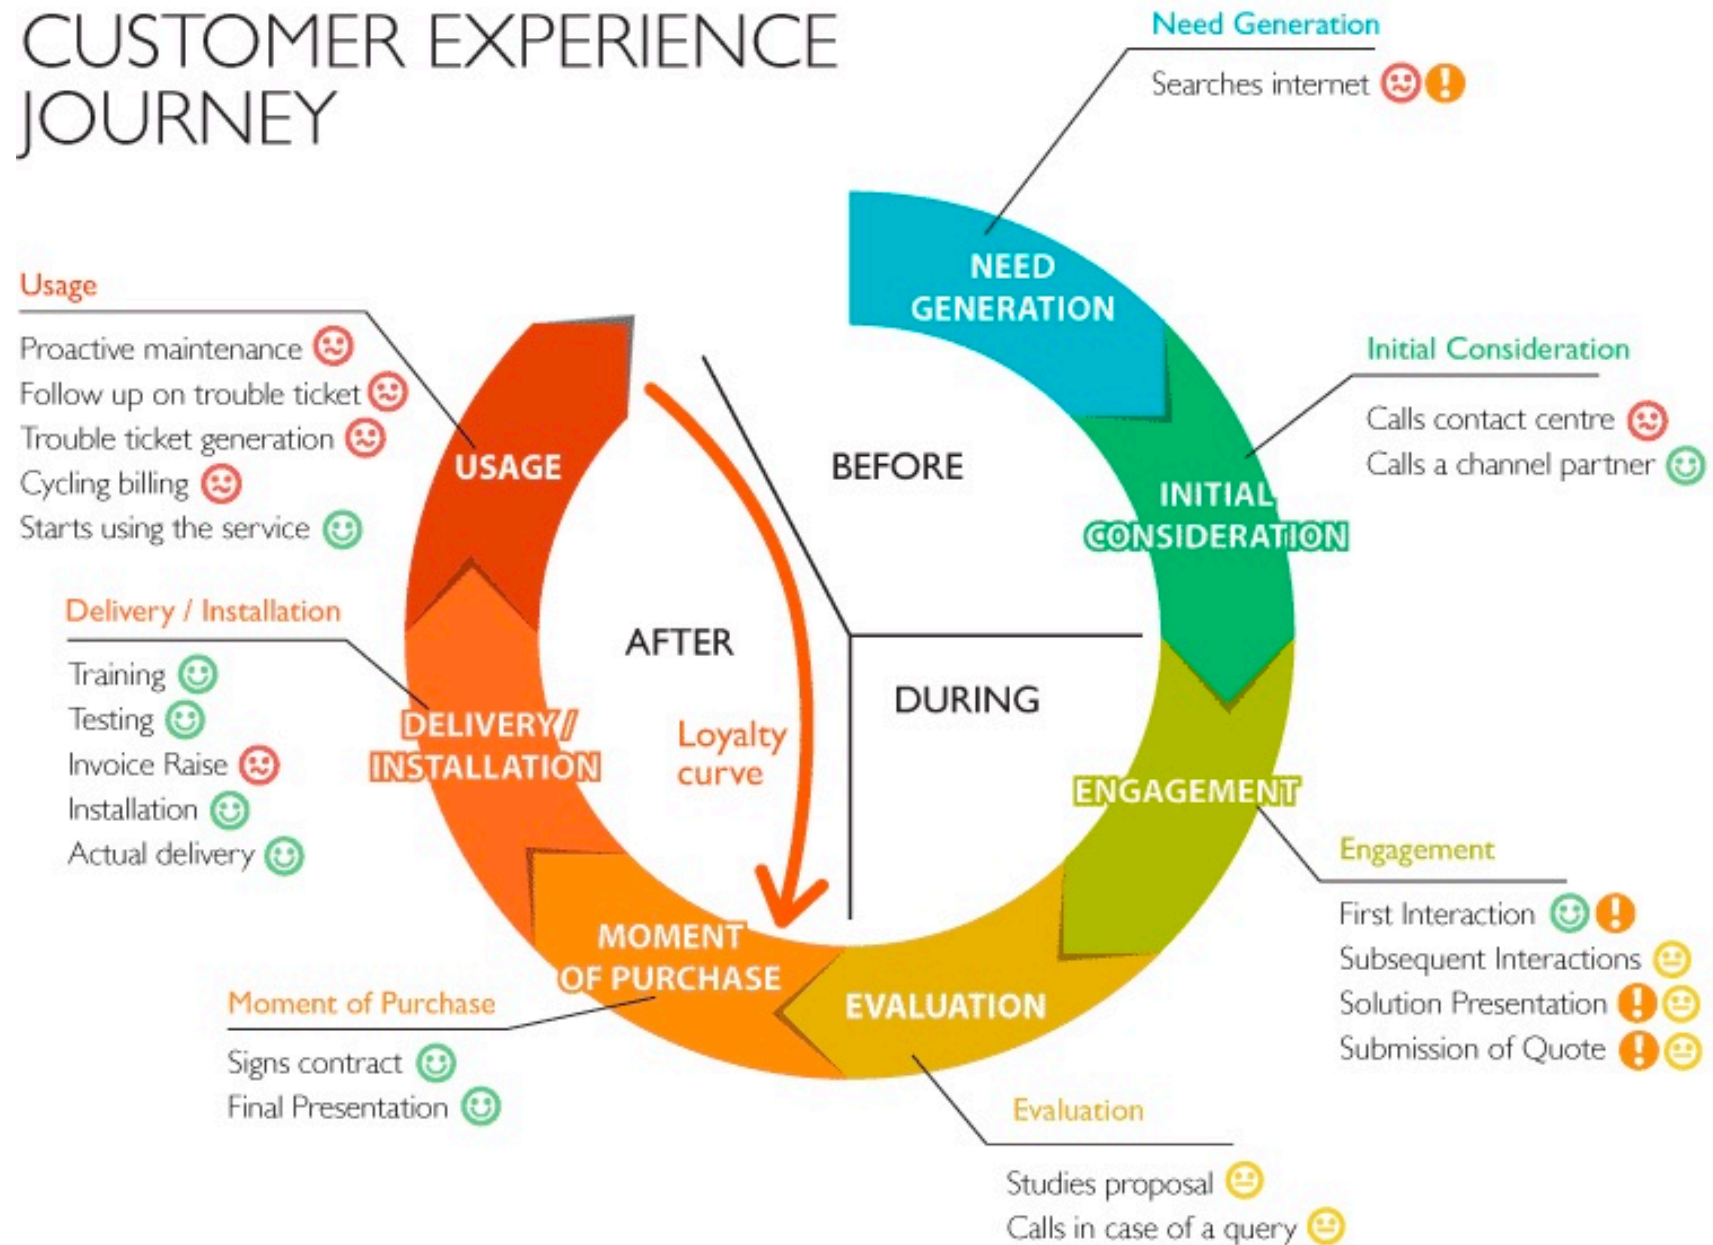 CUSTOMER EXPERIENCE
JOURNEY
Need Generation
Searches internet
NEED
GENERATION
Initial Consideration
Calls contact centre
Calls a channel partner
INITIAL
CONSIDERATION
Engagement
First Interaction
Subsequent Interactions
Solution Presentation
Submission of Quote
ENGAGEMENT
Evaluation
Studies proposal
Calls in case of a query
EVALUATION
Moment of Purchase
Signs contract
Final Presentation
MOMENT
OF PURCHASE
Delivery / Installation
Training
Testing
Invoice Raise
Installation
Actual delivery
DELIVERY/
INSTALLATION
Usage
Proactive maintenance
Follow up on trouble ticket
Trouble ticket generation
Cycling billing
Starts using the service
USAGE
BEFORE
DURING
AFTER
Loyalty
curve